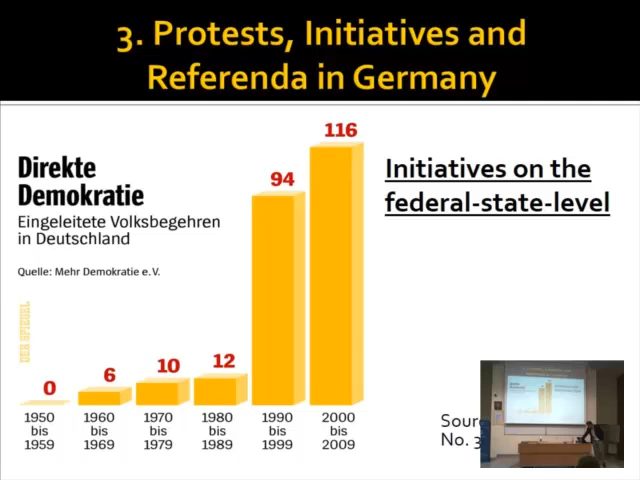 3. Protests, Initiatives and
Referenda in Germany
Direkte
Demokratie
Eingeleitete Volksbegehren
in Deutschland
Quelle: Mehr Demokratie e.V.
DER SPIEGEL
Initiatives on the
federal-state-level
0
6
10
12
94
116
1950
bis
1959
1960
bis
1969
1970
bis
1979
1980
bis
1989
1990
bis
1999
2000
bis
2009
No. 3